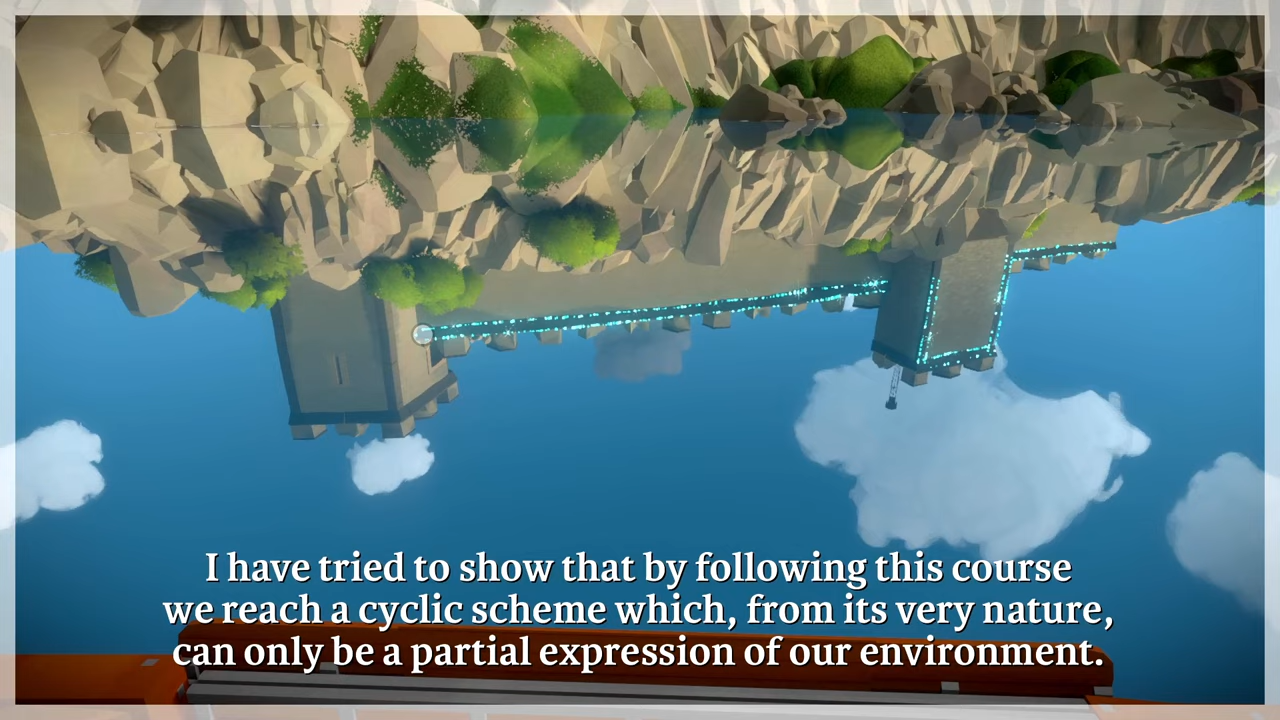 I have tried to show that by following this course
we reach a cyclic scheme which, from its very nature,
can only be a partial expression of our environment.